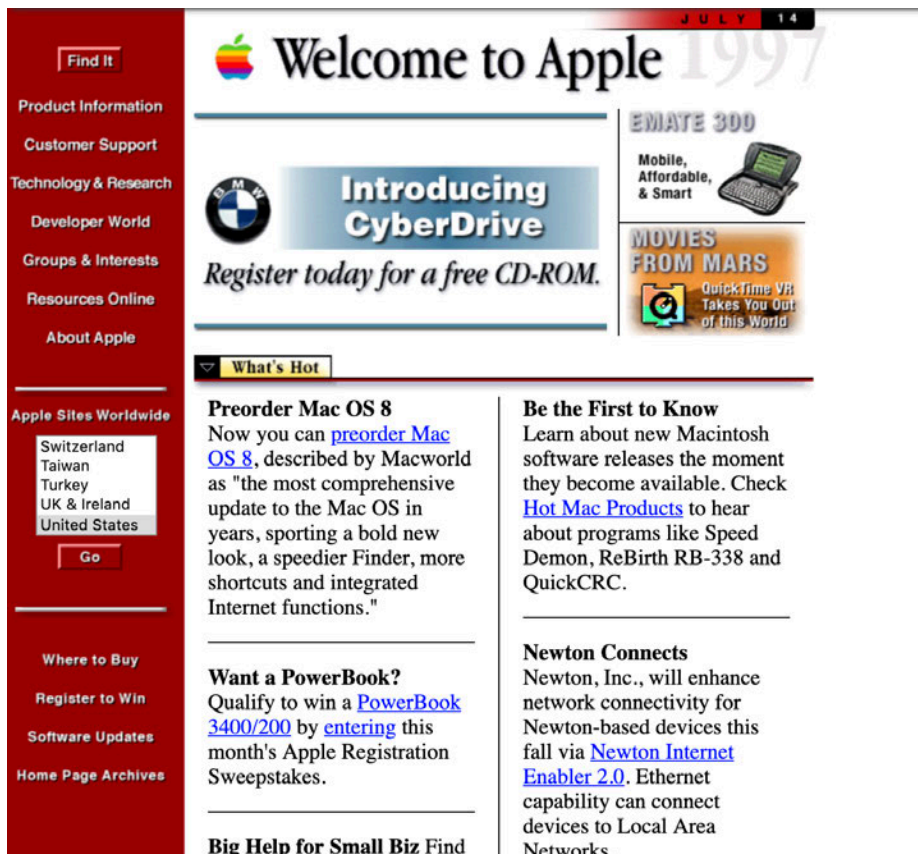 JULY 14
Welcome to Apple 1997
Find It
Product Information
Customer Support
Technology & Research
Developer World
Groups & Interests
Resources Online
About Apple
Apple Sites Worldwide
Switzerland
Taiwan
Turkey
UK & Ireland
United States
Go
Where to Buy
Register to Win
Software Updates
Home Page Archives
BMW
Introducing
CyberDrive
Register today for a free CD-ROM.
EMATE 300
Mobile,
Affordable,
& Smart
MOVIES
FROM MARS
QuickTime VR
Takes You Out
of this World
What's Hot
Preorder Mac OS 8
Now you can preorder Mac
OS 8, described by Macworld
as "the most comprehensive
update to the Mac OS in
years, sporting a bold new
look, a speedier Finder, more
shortcuts and integrated
Internet functions."
Want a PowerBook?
Qualify to win a PowerBook
3400/200 by entering this
month's Apple Registration
Sweepstakes.
Big Help for Small Biz Find
Be the First to Know
Learn about new Macintosh
software releases the moment
they become available. Check
Hot Mac Products to hear
about programs like Speed
Demon, ReBirth RB-338 and
QuickCRC.
Newton Connects
Newton, Inc., will enhance
network connectivity for
Newton-based devices this
fall via Newton Internet
Enabler 2.0. Ethernet
capability can connect
devices to Local Area
Networks.